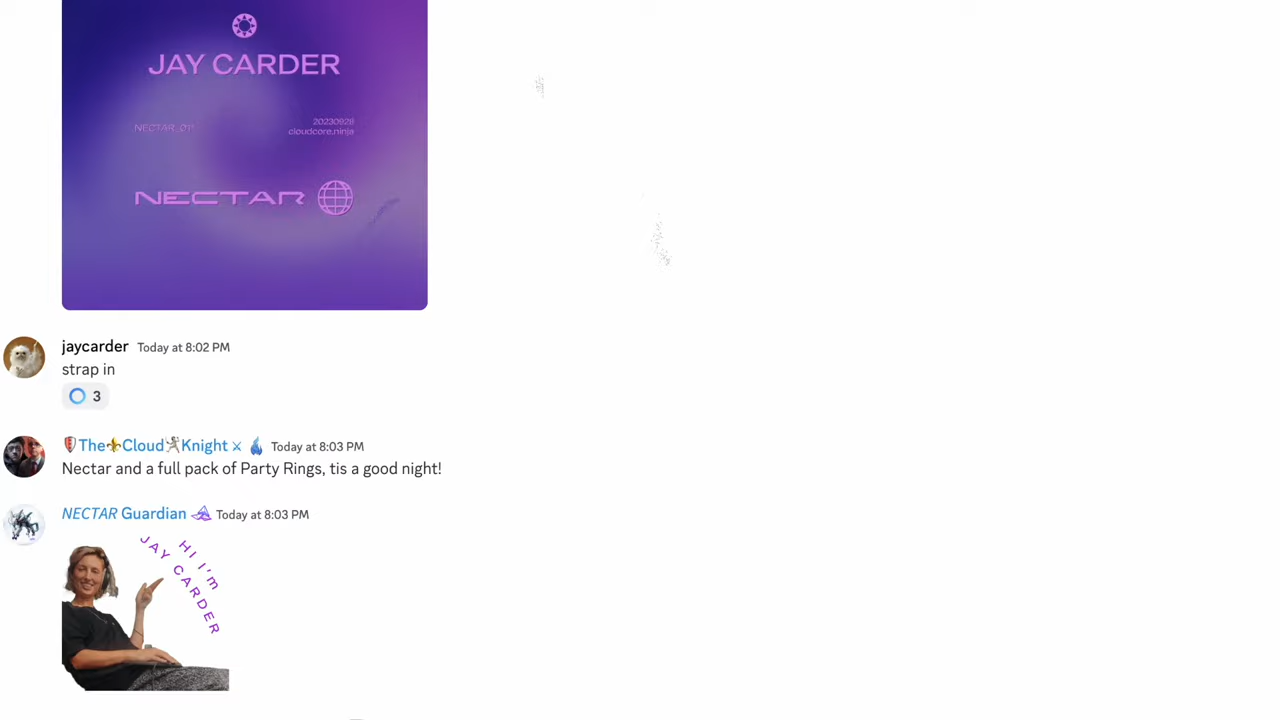 JAY CARDER
NECTAR_011
20230928
cloudcore.ninja
NECTAR
jaycarder Today at 8:02 PM
strap in
3
The Cloud Knight Today at 8:03 PM
Nectar and a full pack of Party Rings, tis a good night!
NECTAR Guardian Today at 8:03 PM
HI I'm
JAY CARDER